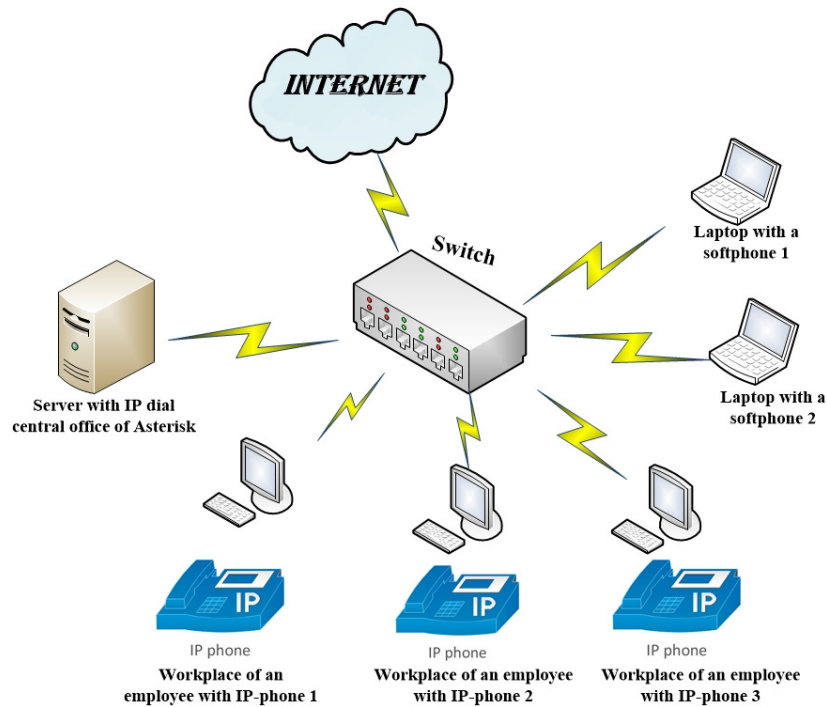 INTERNET
Switch
Laptop with a
softphone 1
Server with IP dial
central office of Asterisk
Laptop with a
softphone 2
IP
IP phone
Workplace of an
employee with IP-phone 1
IP
IP phone
Workplace of an employee
with IP-phone 2
IP
IP phone
Workplace of an employee
with IP-phone 3